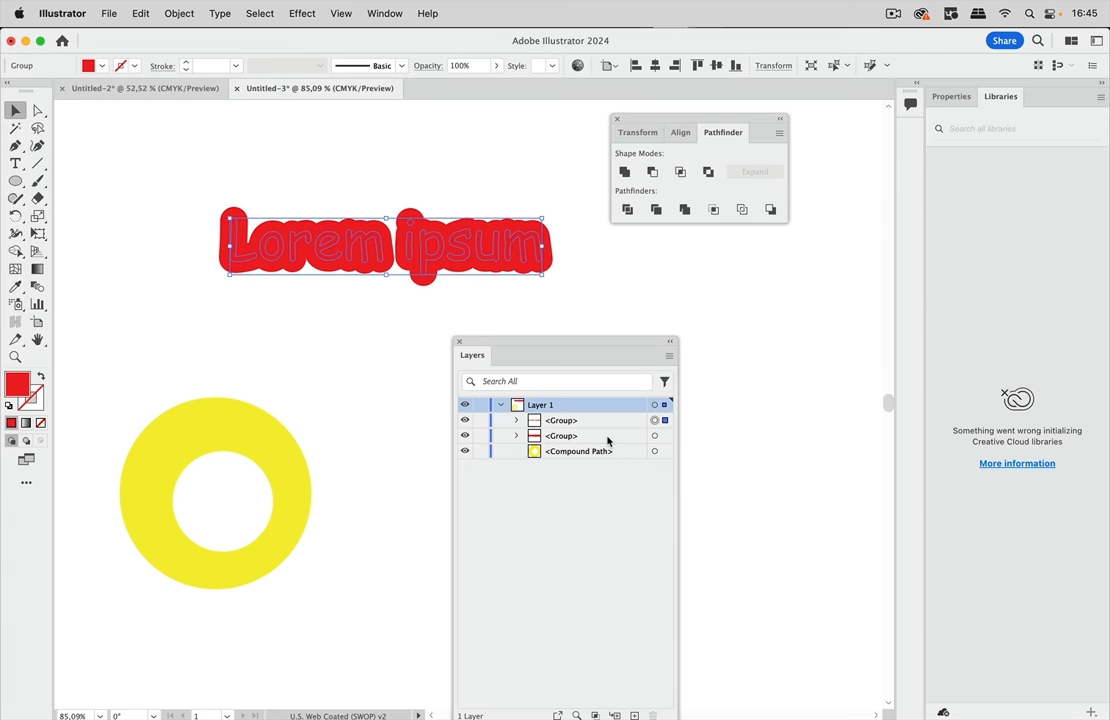 Illustrator File Edit Object Type Select Effect View Window Help 16:45
Adobe Illustrator 2024 Share
Group Stroke: Basic Opacity: 100% Style: Transform
Untitled-2* @ 52,52 % (CMYK/Preview) Untitled-3* @ 85,09 % (CMYK/Preview)
Properties Libraries
Search all libraries
Transform Align Pathfinder
Shape Modes:
Expand
Pathfinders:
Lorem ipsum
Layers
Search All
Layer 1
<Group>
<Group>
<Compound Path>
Something went wrong initializing
Creative Cloud libraries
More information
85,09% 0° 1 U.S. Web Coated (SWOP) v2 1 Layer